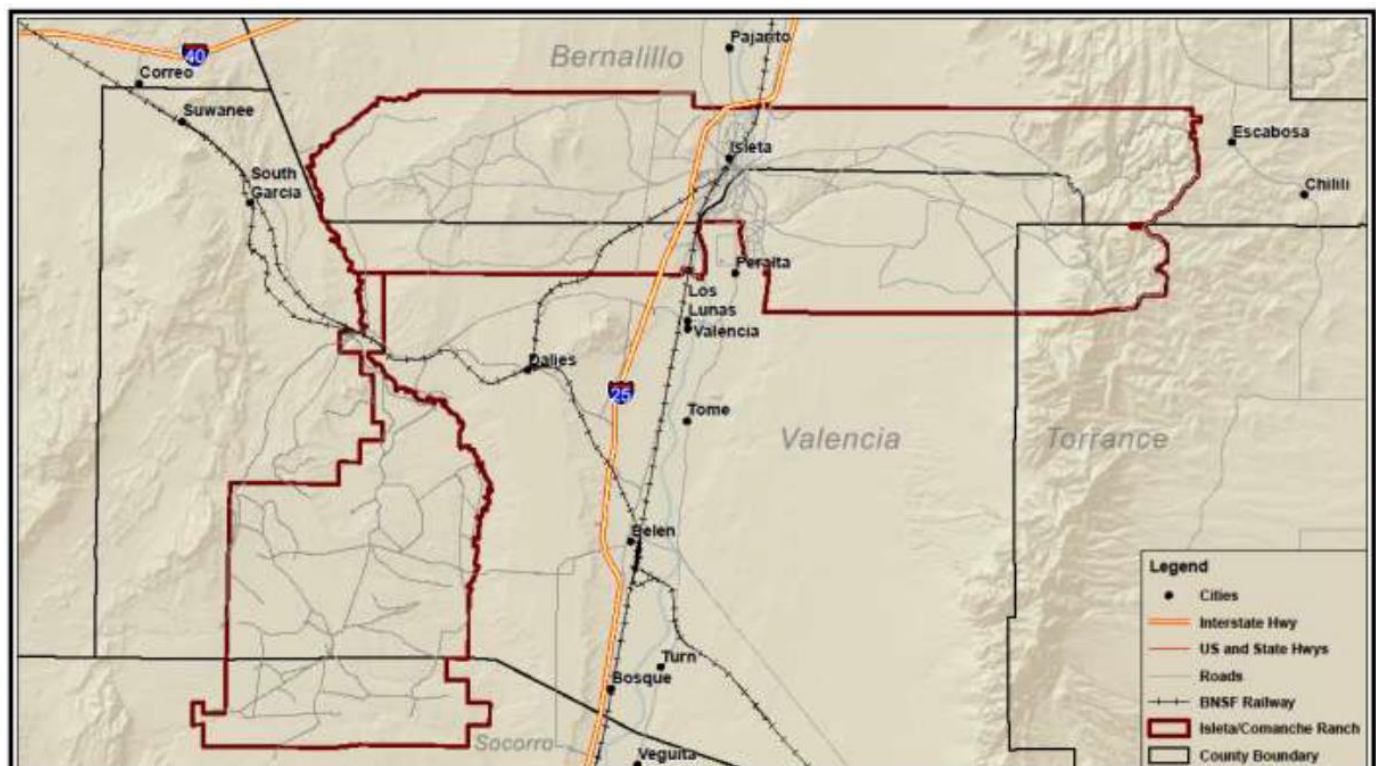 Pajarito
Bernalillo
40
Correo
Suwanee
Escabosa
Isleta
South
Garcia
Chilili
Peralta
Los
Lunas
Valencia
Dalies
25
Tome
Valencia
Torrance
Belen
Legend
Cities
Interstate Hwy
US and State Hwys
Roads
BNSF Railway
Isleta/Comanche Ranch
County Boundary
Turn
Bosque
Socorro
Veguita